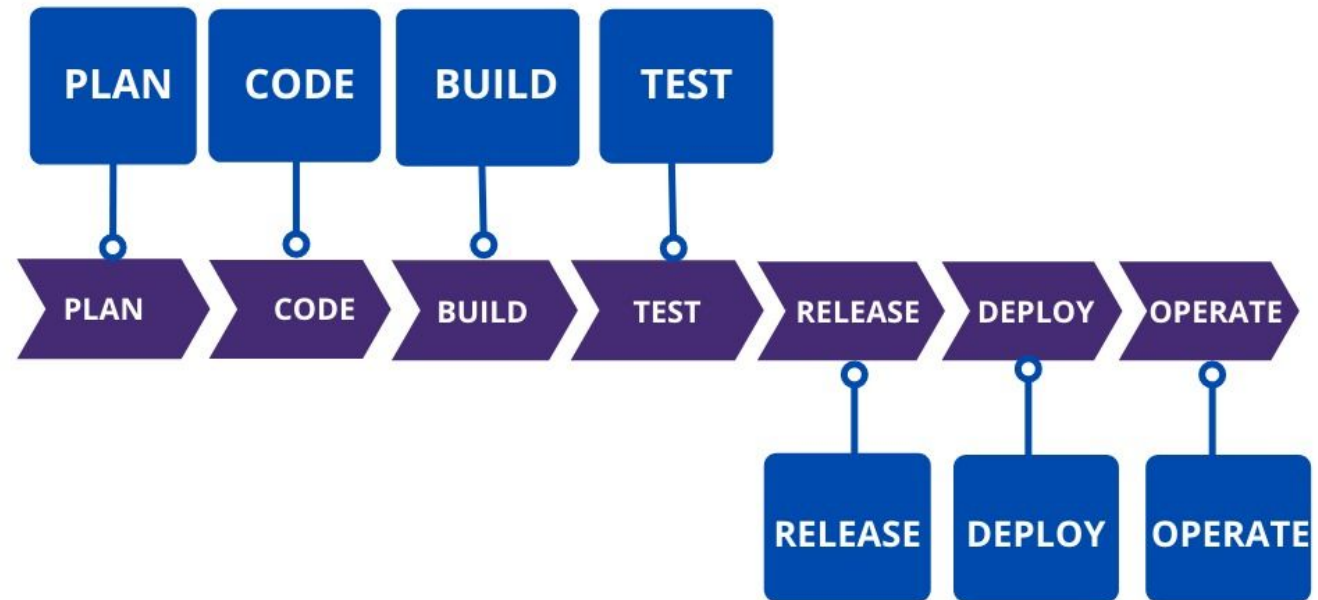 PLAN CODE BUILD TEST
PLAN CODE BUILD TEST RELEASE DEPLOY OPERATE
RELEASE DEPLOY OPERATE